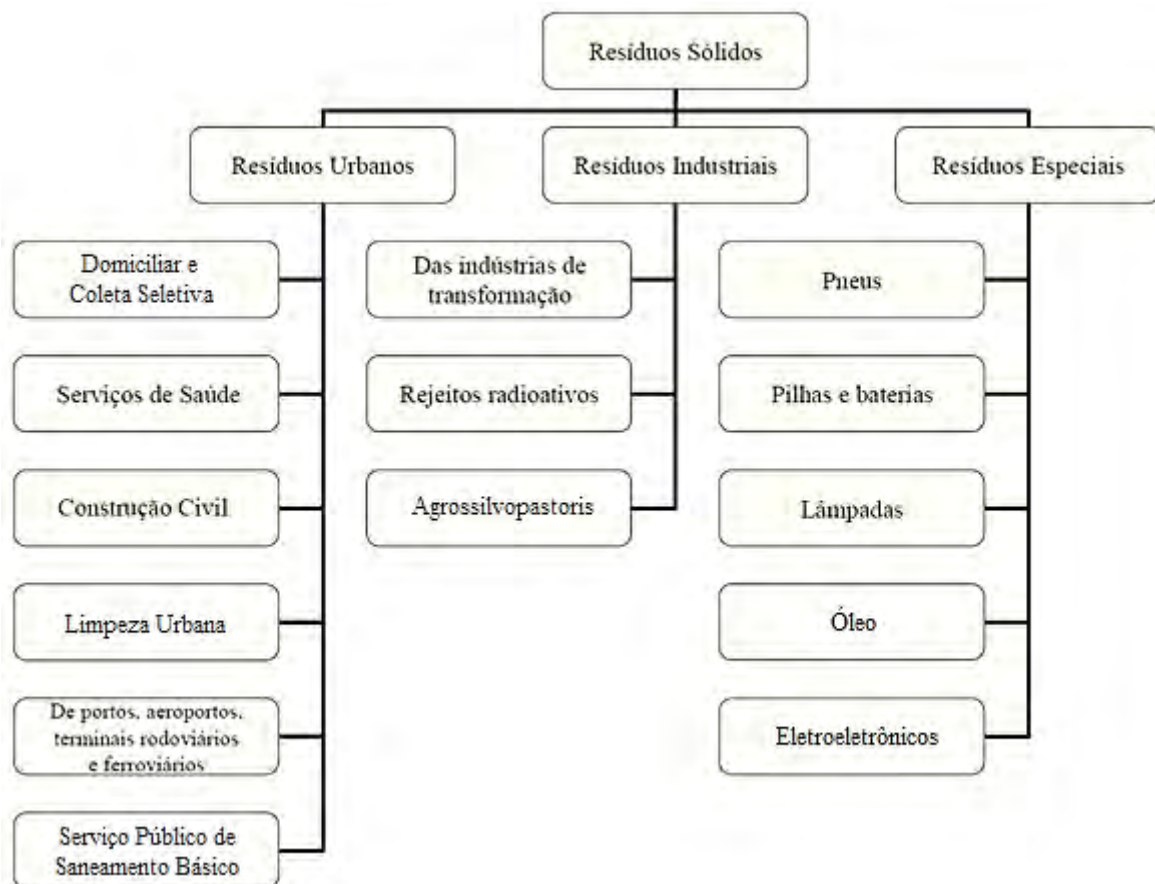 Resíduos Sólidos
Resíduos Urbanos
Resíduos Industriais
Resíduos Especiais
Domiciliar e
Coleta Seletiva
Serviços de Saúde
Construção Civil
Limpeza Urbana
De portos, aeroportos,
terminais rodoviários
e ferroviários
Serviço Público de
Saneamento Básico
Das indústrias de
transformação
Rejeitos radioativos
Agrossilvopastoris
Pneus
Pilhas e baterias
Lâmpadas
Óleo
Eletroeletrônicos